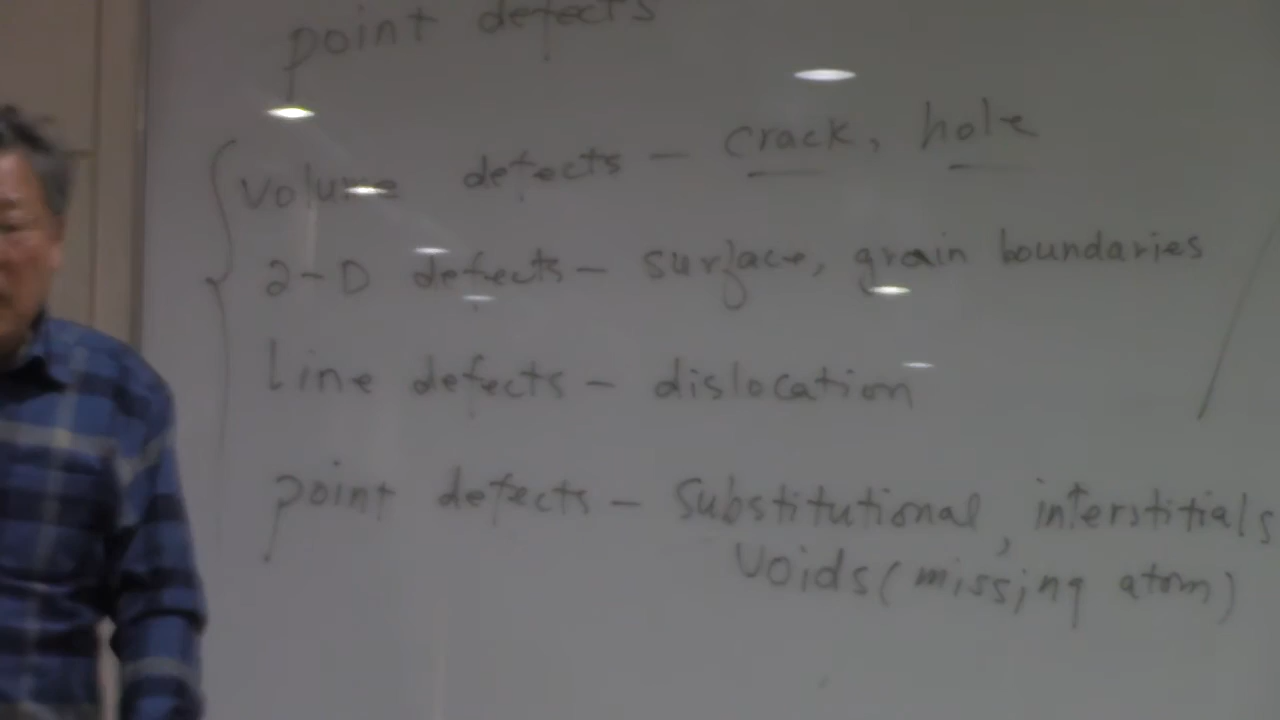 point defects
volume defects - crack, hole
2-D defects - surface, grain boundaries
Line defects - dislocation
point defects - Substitutional, interstitials
voids (missing atom)